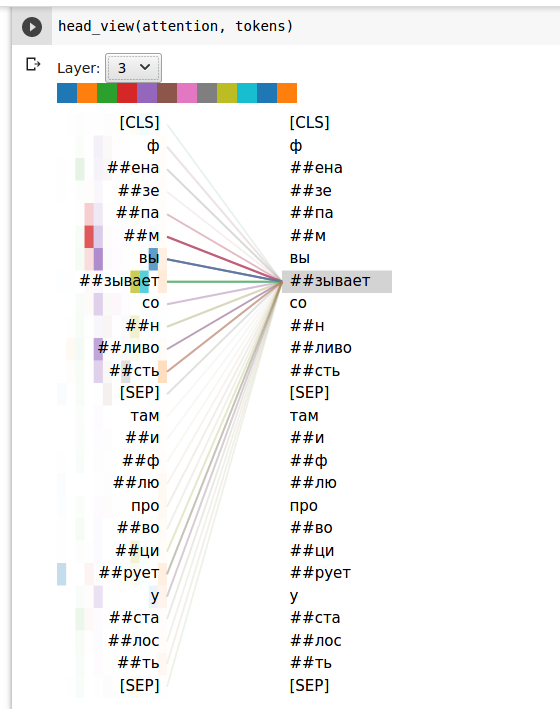 head_view(attention, tokens)
Layer: 3
[CLS] [CLS]
ф ф
##ена ##ена
##зе ##зе
##па ##па
##м ##м
вы вы
##зывает ##зывает
со со
##н ##н
##ливо ##ливо
##сть ##сть
[SEP] [SEP]
там там
##и ##и
##ф ##ф
##лю ##лю
про про
##во ##во
##ци ##ци
##рует ##рует
у у
##ста ##ста
##лос ##лос
##ть ##ть
[SEP] [SEP]